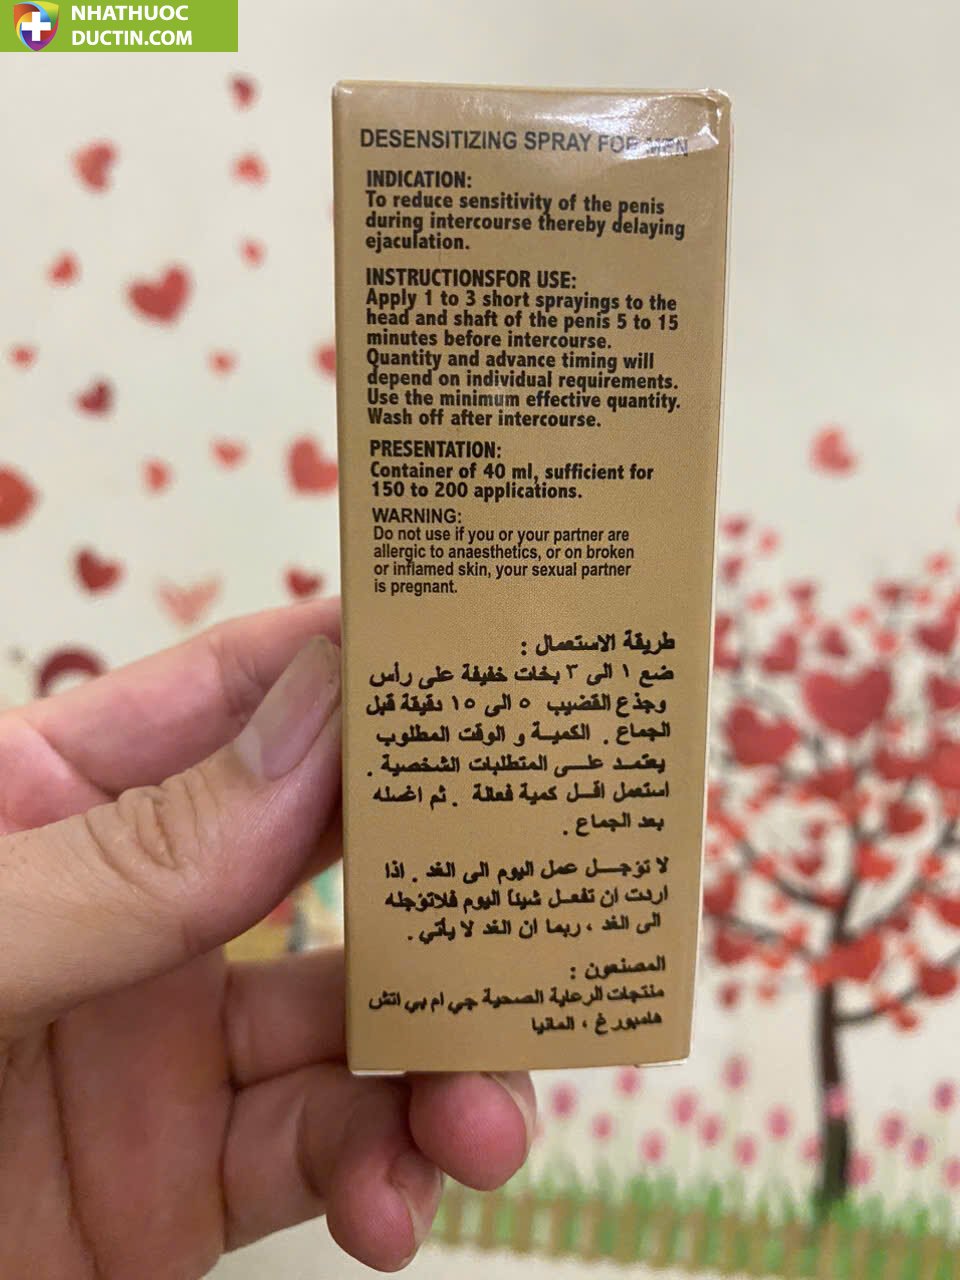 NHATHUOC
DUCTIN.COM
DESENSITIZING SPRAY FOR MEN
INDICATION:
To reduce sensitivity of the penis
during intercourse thereby delaying
ejaculation.
INSTRUCTIONSFOR USE:
Apply 1 to 3 short sprayings to the
head and shaft of the penis 5 to 15
minutes before intercourse.
Quantity and advance timing will
depend on individual requirements.
Use the minimum effective quantity.
Wash off after intercourse.
PRESENTATION:
Container of 40 ml, sufficient for
150 to 200 applications.
WARNING:
Do not use if you or your partner are
allergic to anaesthetics, or on broken
or inflamed skin, your sexual partner
is pregnant.
طريقة الاستعمال :
ضع ١ الى ٣ بخات خفيفة على رأس
وجذع القضيب ٥ الى ١٥ دقيقة قبل
الجماع . الكميــة و الوقت المطلوب
يعتمــد علــى المتطلبات الشخصية .
استعمل اقــل كمية فعالة . ثم اغسله
بعد الجماع .
لا تؤجــل عمل اليوم الى الغد . اذا
اردت ان تفعــل شيئا اليوم فلاتؤجله
الى الغد ، ربما ان الغد لا يأتي .
المصنعون :
منتجات الرعاية الصحية جي ام بي اتش
هامبورغ ، المانيا